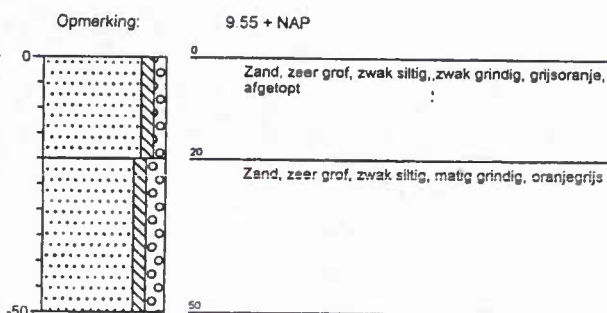 Opmerking: 9.55 + NAP
0
0
Zand, zeer grof, zwak siltig, zwak grindig, grijsoranje,
afgetopt
20
Zand, zeer grof, zwak siltig, matig grindig, oranjegrijs
-50
50